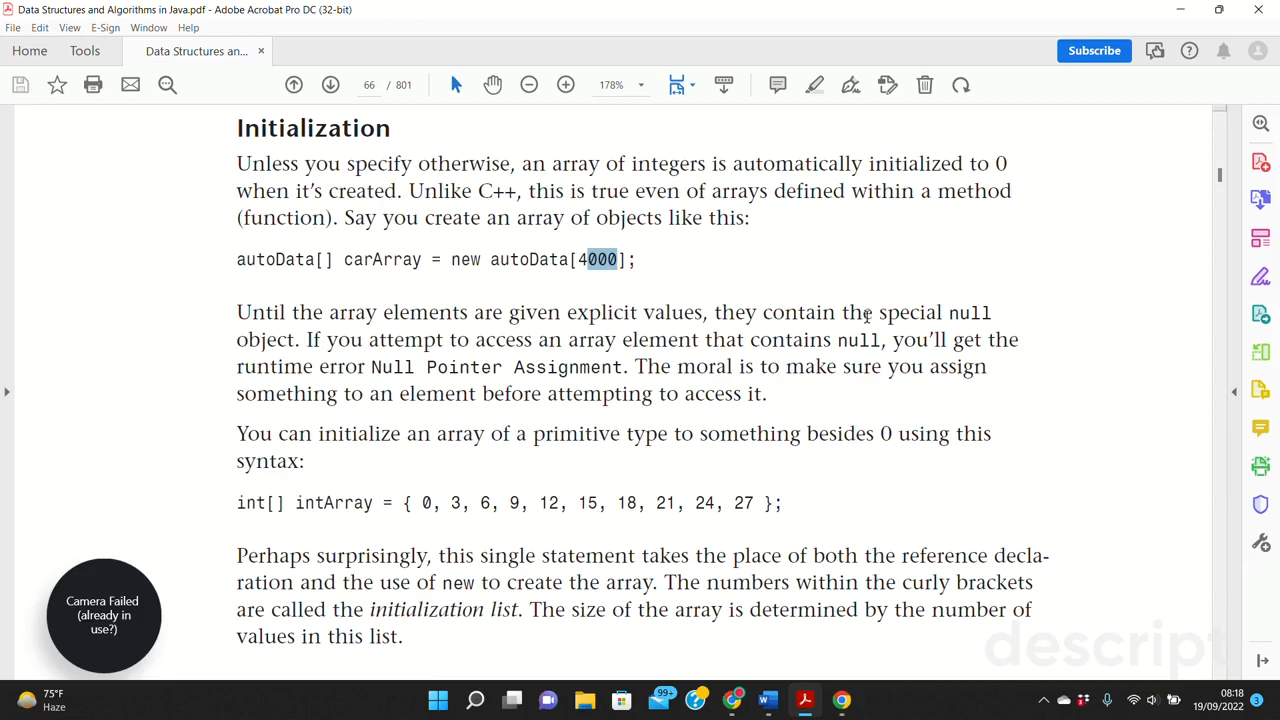 Data Structures and Algorithms in Java.pdf - Adobe Acrobat Pro DC (32-bit)
File Edit View E-Sign Window Help
Home Tools Data Structures an... × Subscribe
66 / 801 178%
Initialization
Unless you specify otherwise, an array of integers is automatically initialized to 0
when it’s created. Unlike C++, this is true even of arrays defined within a method
(function). Say you create an array of objects like this:
autoData[] carArray = new autoData[4000];
Until the array elements are given explicit values, they contain the special null
object. If you attempt to access an array element that contains null, you’ll get the
runtime error Null Pointer Assignment. The moral is to make sure you assign
something to an element before attempting to access it.
You can initialize an array of a primitive type to something besides 0 using this
syntax:
int[] intArray = { 0, 3, 6, 9, 12, 15, 18, 21, 24, 27 };
Perhaps surprisingly, this single statement takes the place of both the reference decla-
ration and the use of new to create the array. The numbers within the curly brackets
are called the initialization list. The size of the array is determined by the number of
values in this list.
Camera Failed
(already in
use?)
descript
75°F
Haze
99+
08:18
19/09/2022
3